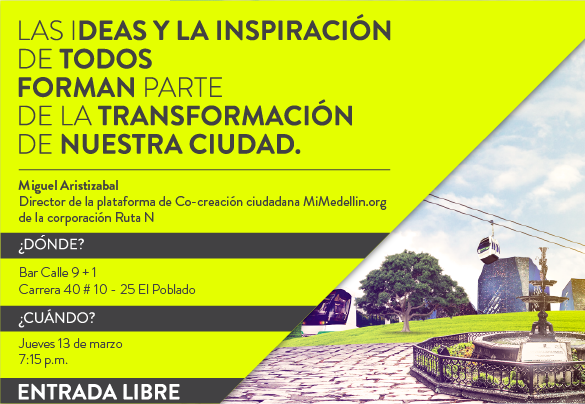 LAS IDEAS Y LA INSPIRACIÓN
DE TODOS
FORMAN PARTE
DE LA TRANSFORMACIÓN
DE NUESTRA CIUDAD.
Miguel Aristizabal
Director de la plataforma de Co-creación ciudadana MiMedellin.org
de la corporación Ruta N
¿DÓNDE?
Bar Calle 9 + 1
Carrera 40 # 10 - 25 El Poblado
¿CUÁNDO?
Jueves 13 de marzo
7:15 p.m.
ENTRADA LIBRE